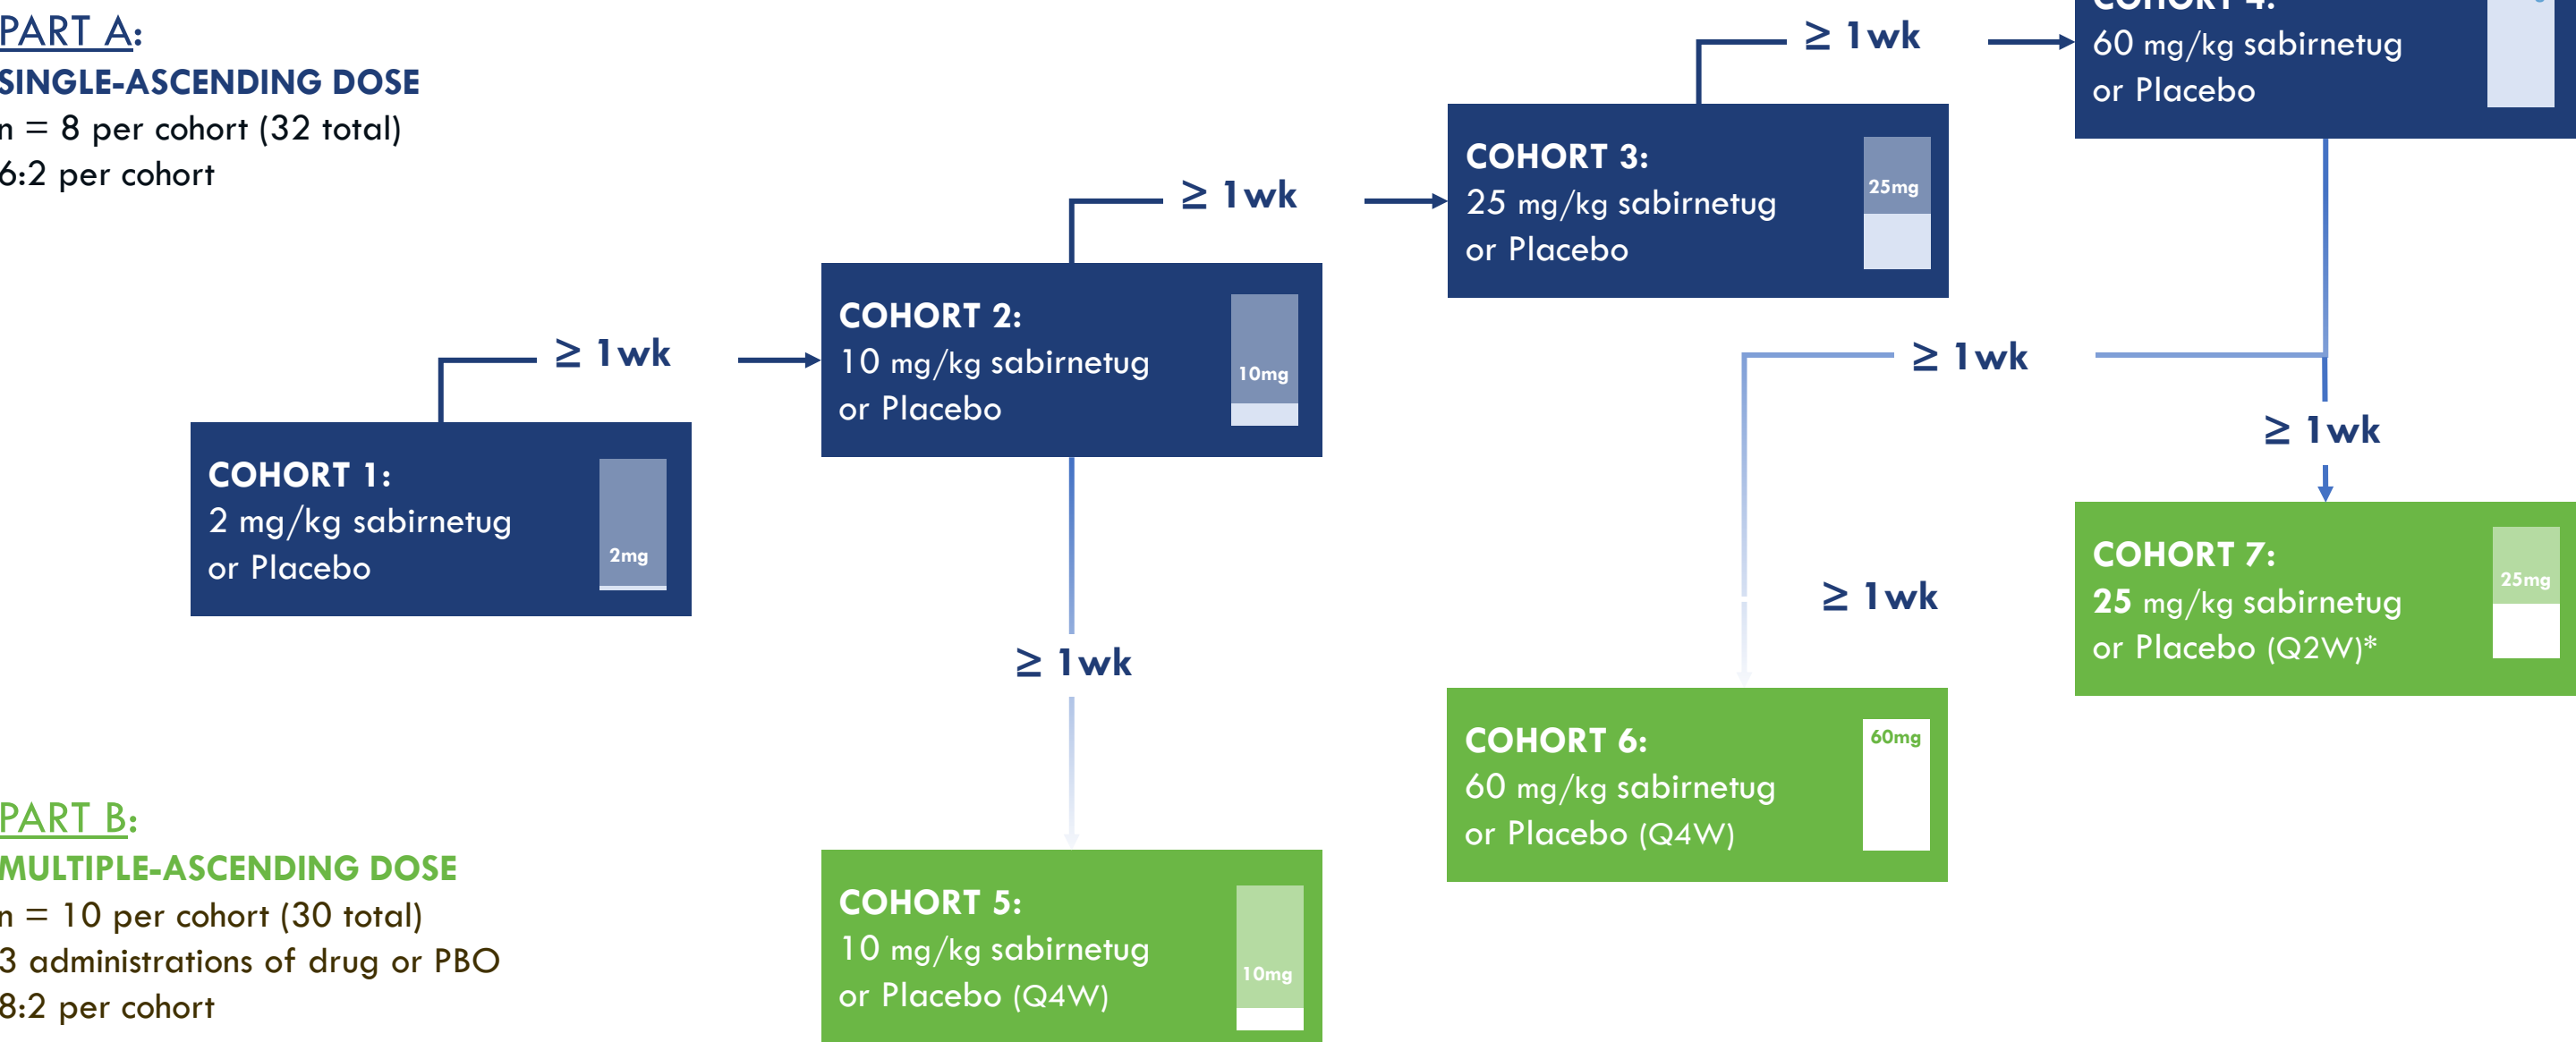 PART A:
SINGLE-ASCENDING DOSE
n = 8 per cohort (32 total)
6:2 per cohort
≥ 1wk
COHORT 4:
60 mg/kg sabirnetug
or Placebo
≥ 1wk
COHORT 3:
25 mg/kg sabirnetug
or Placebo
25mg
≥ 1wk
COHORT 2:
10 mg/kg sabirnetug
or Placebo
10mg
≥ 1wk
COHORT 1:
2 mg/kg sabirnetug
or Placebo
2mg
≥ 1wk
≥ 1wk
≥ 1wk
≥ 1wk
COHORT 7:
25 mg/kg sabirnetug
or Placebo (Q2W)*
25mg
COHORT 6:
60 mg/kg sabirnetug
or Placebo (Q4W)
60mg
PART B:
MULTIPLE-ASCENDING DOSE
n = 10 per cohort (30 total)
3 administrations of drug or PBO
8:2 per cohort
COHORT 5:
10 mg/kg sabirnetug
or Placebo (Q4W)
10mg